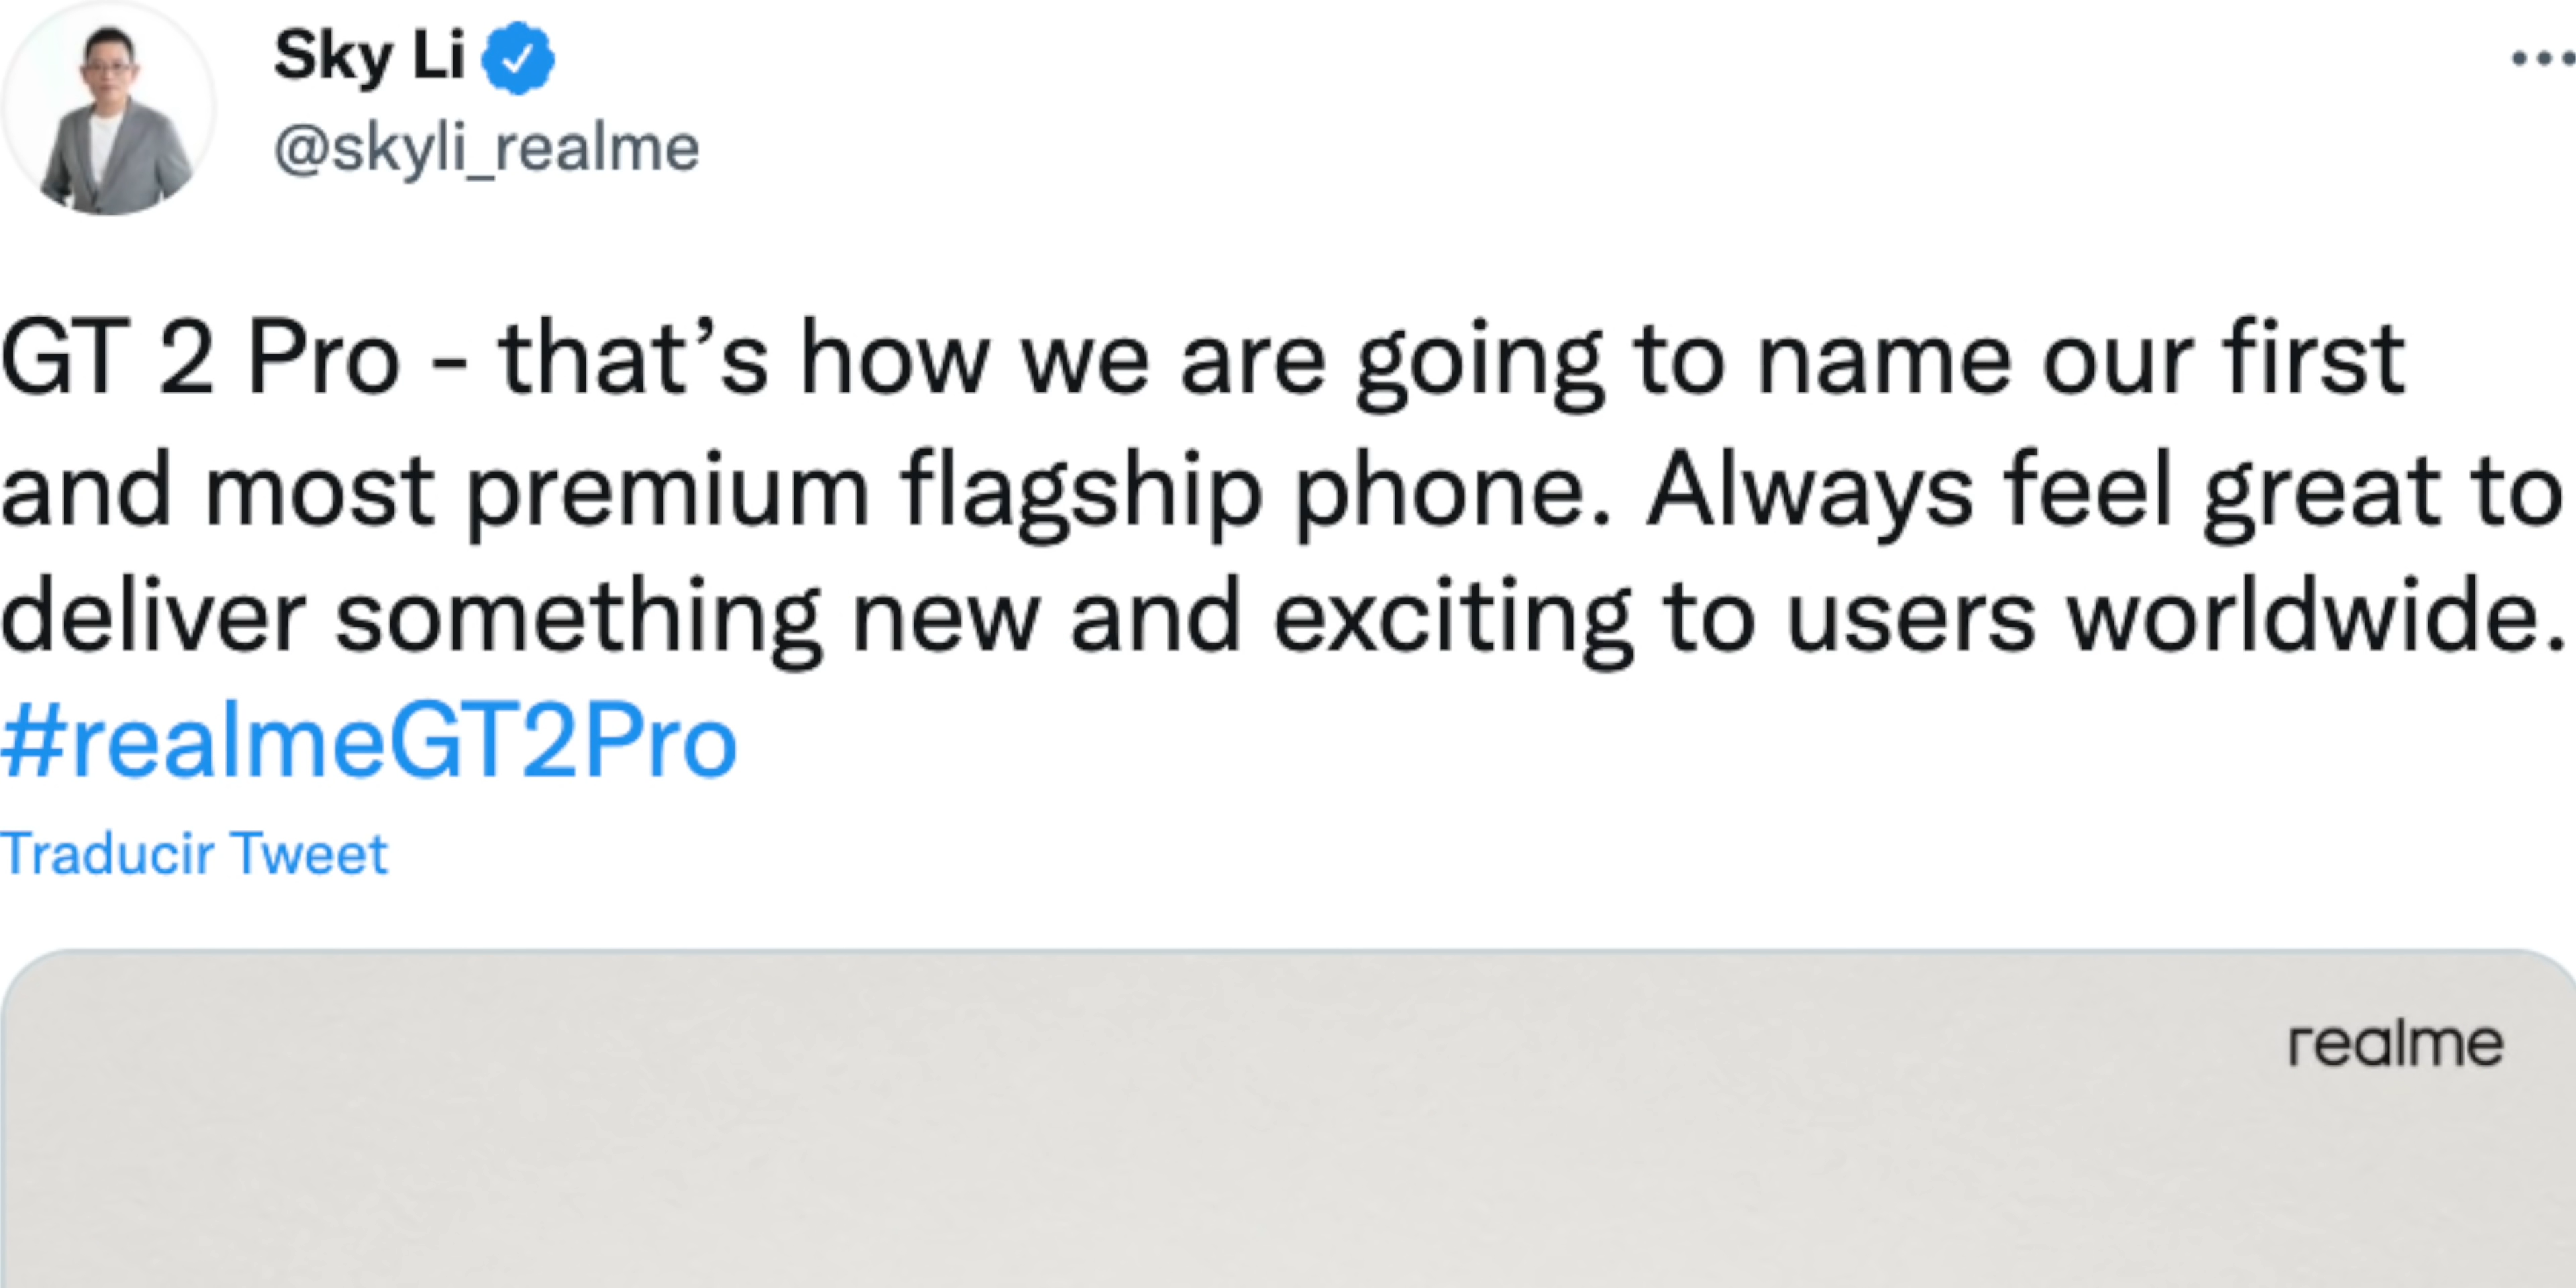 Sky Li
@skyli_realme
GT 2 Pro - that’s how we are going to name our first
and most premium flagship phone. Always feel great to
deliver something new and exciting to users worldwide.
#realmeGT2Pro
Traducir Tweet
realme